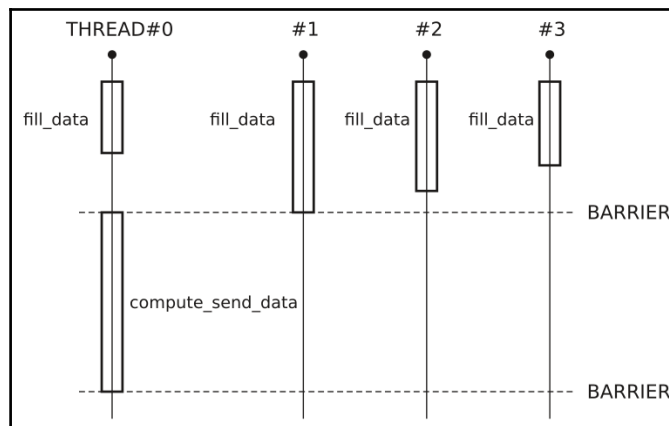 THREAD#0 #1 #2 #3
fill_data fill_data fill_data fill_data
BARRIER
compute_send_data
BARRIER